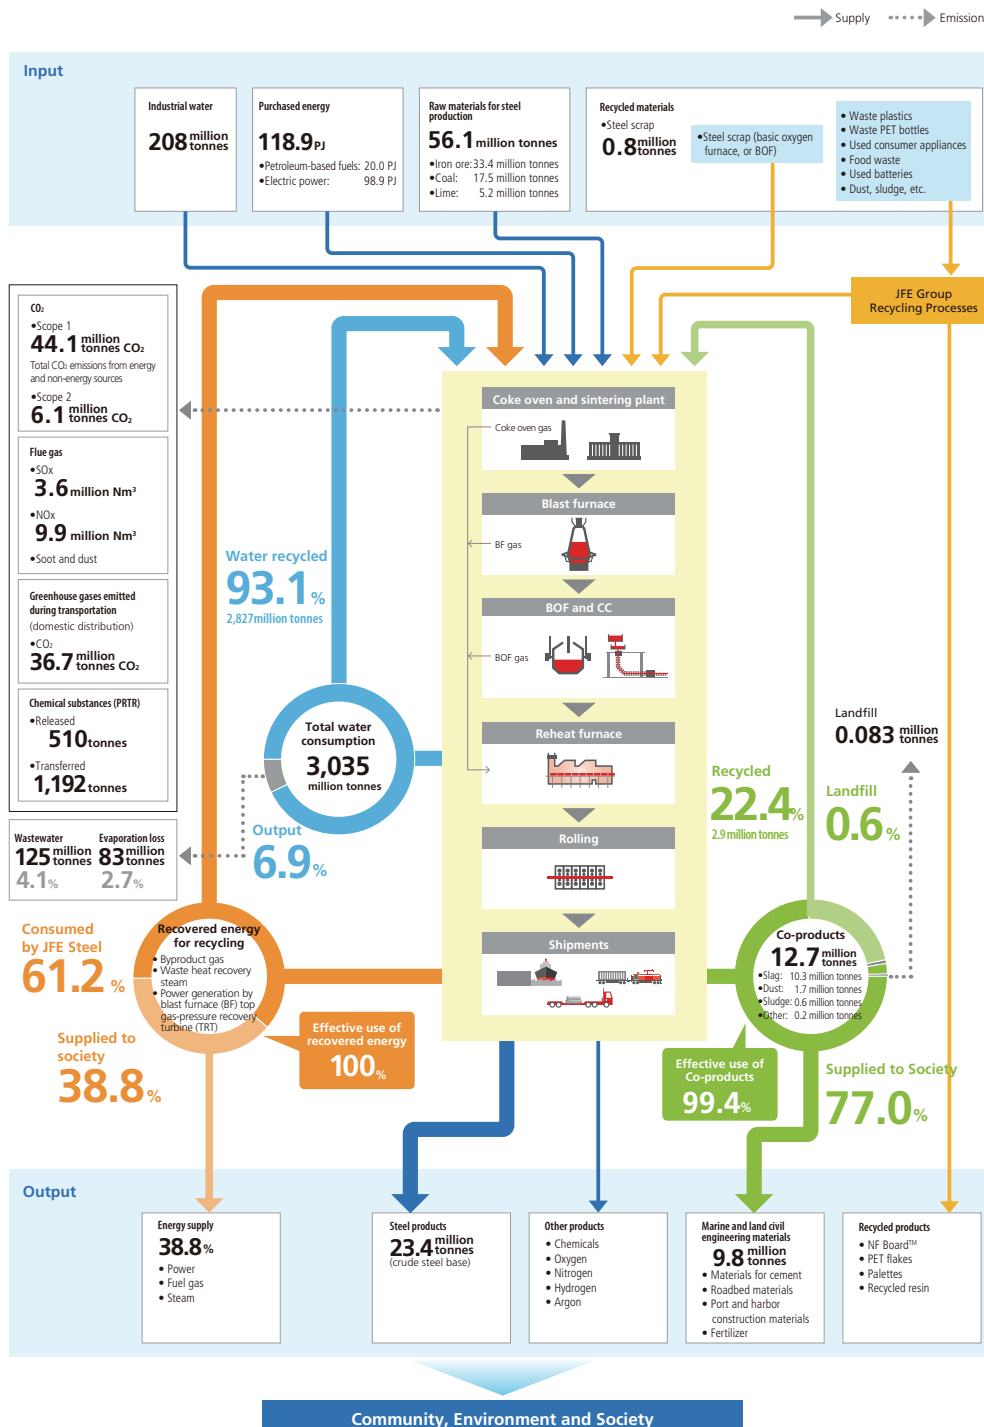 Supply
Emission
Input
Industrial water
208 million tonnes
Purchased energy
118.9 PJ
•Petroleum-based fuels: 20.0 PJ
•Electric power: 98.9 PJ
Raw materials for steel
production
56.1 million tonnes
•Iron ore: 33.4 million tonnes
•Coal: 17.5 million tonnes
•Lime: 5.2 million tonnes
Recycled materials
•Steel scrap
0.8 million tonnes
•Steel scrap (basic oxygen
furnace, or BOF)
• Waste plastics
• Waste PET bottles
• Used consumer appliances
• Food waste
• Used batteries
• Dust, sludge, etc.
JFE Group
Recycling Processes
CO₂
•Scope 1
44.1 million tonnes CO₂
Total CO₂ emissions from energy
and non-energy sources
•Scope 2
6.1 million tonnes CO₂
Flue gas
•SOx
3.6 million Nm³
•NOx
9.9 million Nm³
•Soot and dust
Greenhouse gases emitted
during transportation
(domestic distribution)
•CO₂
36.7 million tonnes CO₂
Chemical substances (PRTR)
•Released
510 tonnes
•Transferred
1,192 tonnes
Wastewater
125 million tonnes
4.1%
Evaporation loss
83 million tonnes
2.7%
Water recycled
93.1%
2,827 million tonnes
Total water
consumption
3,035
million tonnes
Output
6.9%
Coke oven and sintering plant
Coke oven gas
Blast furnace
BF gas
BOF and CC
BOF gas
Reheat furnace
Rolling
Shipments
Recycled
22.4%
2.9 million tonnes
Landfill
0.083 million tonnes
Landfill
0.6%
Consumed
by JFE Steel
61.2%
Recovered energy
for recycling
• Byproduct gas
• Waste heat recovery
steam
• Power generation by
blast furnace (BF) top
gas-pressure recovery
turbine (TRT)
Supplied to
society
38.8%
Effective use of
recovered energy
100%
Co-products
12.7 million tonnes
•Slag: 10.3 million tonnes
•Dust: 1.7 million tonnes
•Sludge: 0.6 million tonnes
•Other: 0.2 million tonnes
Effective use of
Co-products
99.4%
Supplied to Society
77.0%
Output
Energy supply
38.8%
• Power
• Fuel gas
• Steam
Steel products
23.4 million tonnes
(crude steel base)
Other products
• Chemicals
• Oxygen
• Nitrogen
• Hydrogen
• Argon
Marine and land civil
engineering materials
9.8 million tonnes
• Materials for cement
• Roadbed materials
• Port and harbor
construction materials
• Fertilizer
Recycled products
• NF Board™
• PET flakes
• Palettes
• Recycled resin
Community, Environment and Society